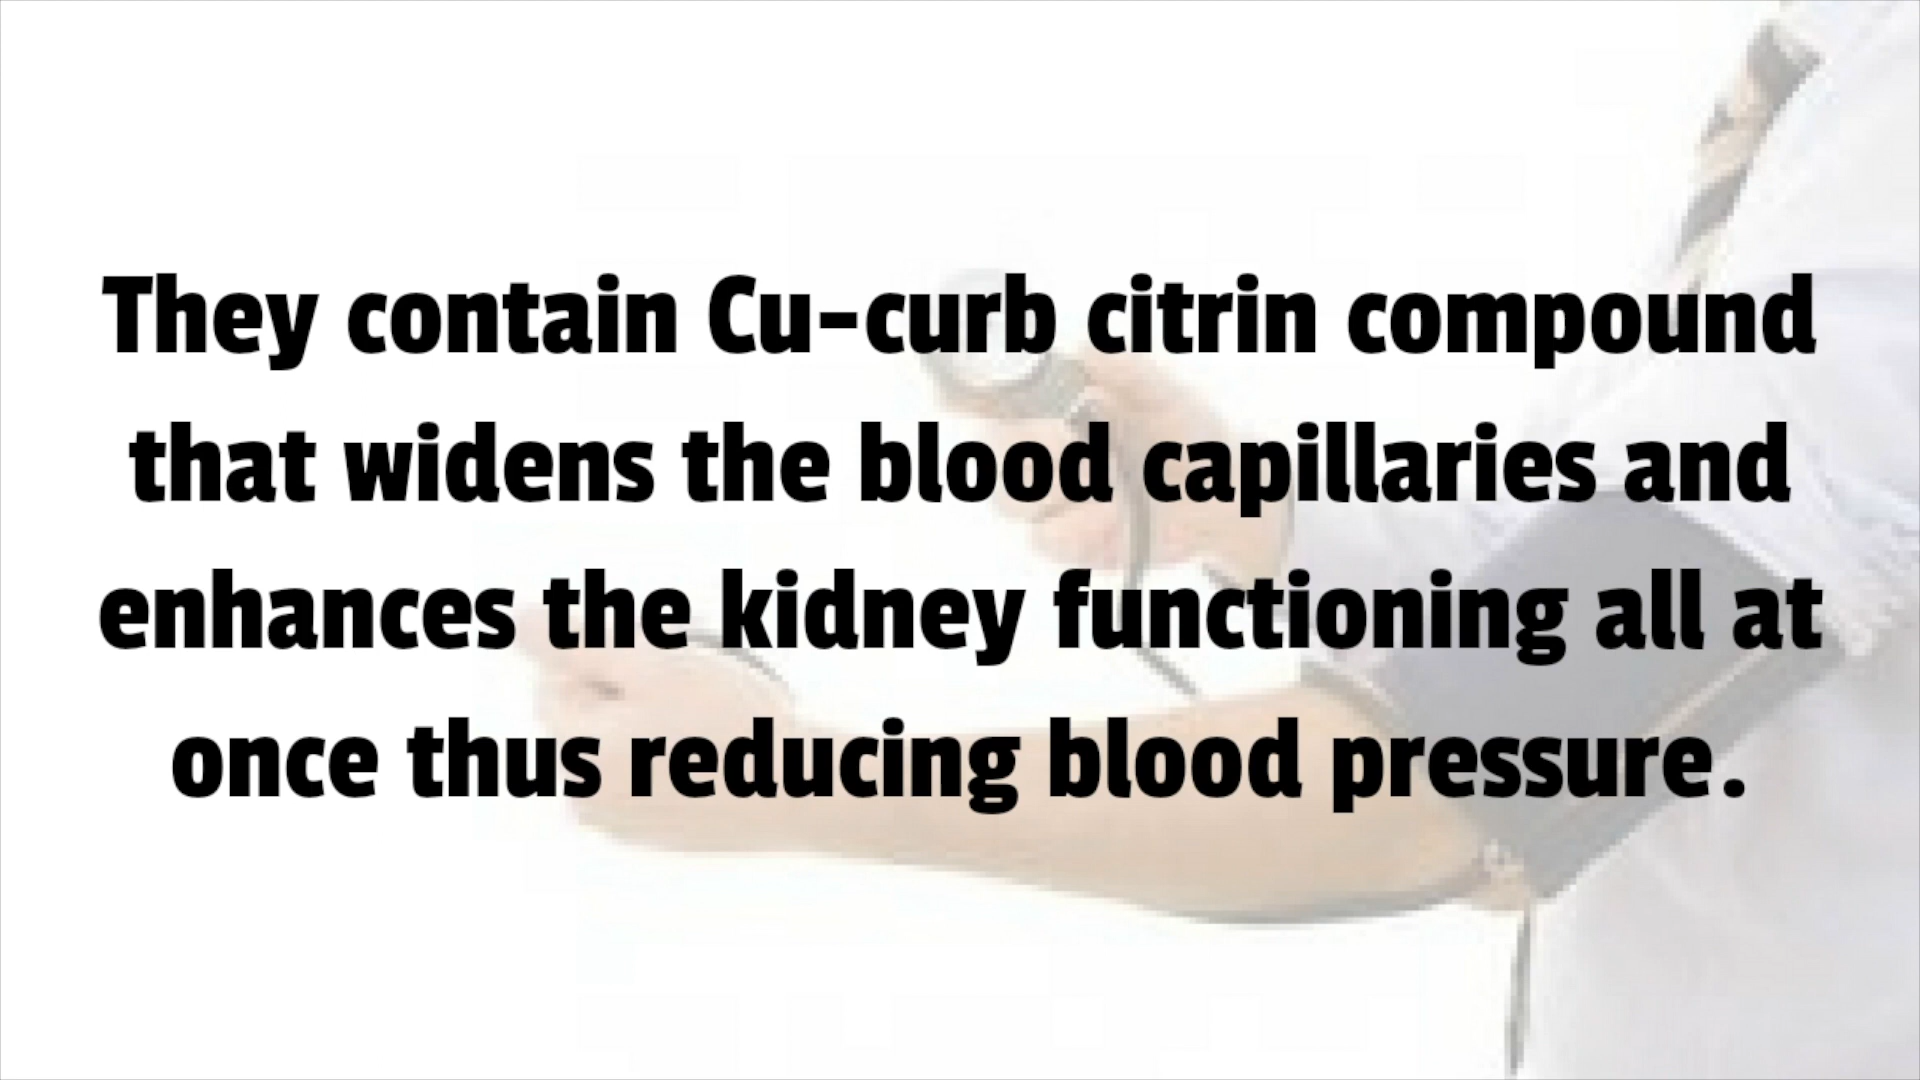 They contain Cu-curb citrin compound
that widens the blood capillaries and
enhances the kidney functioning all at
once thus reducing blood pressure.